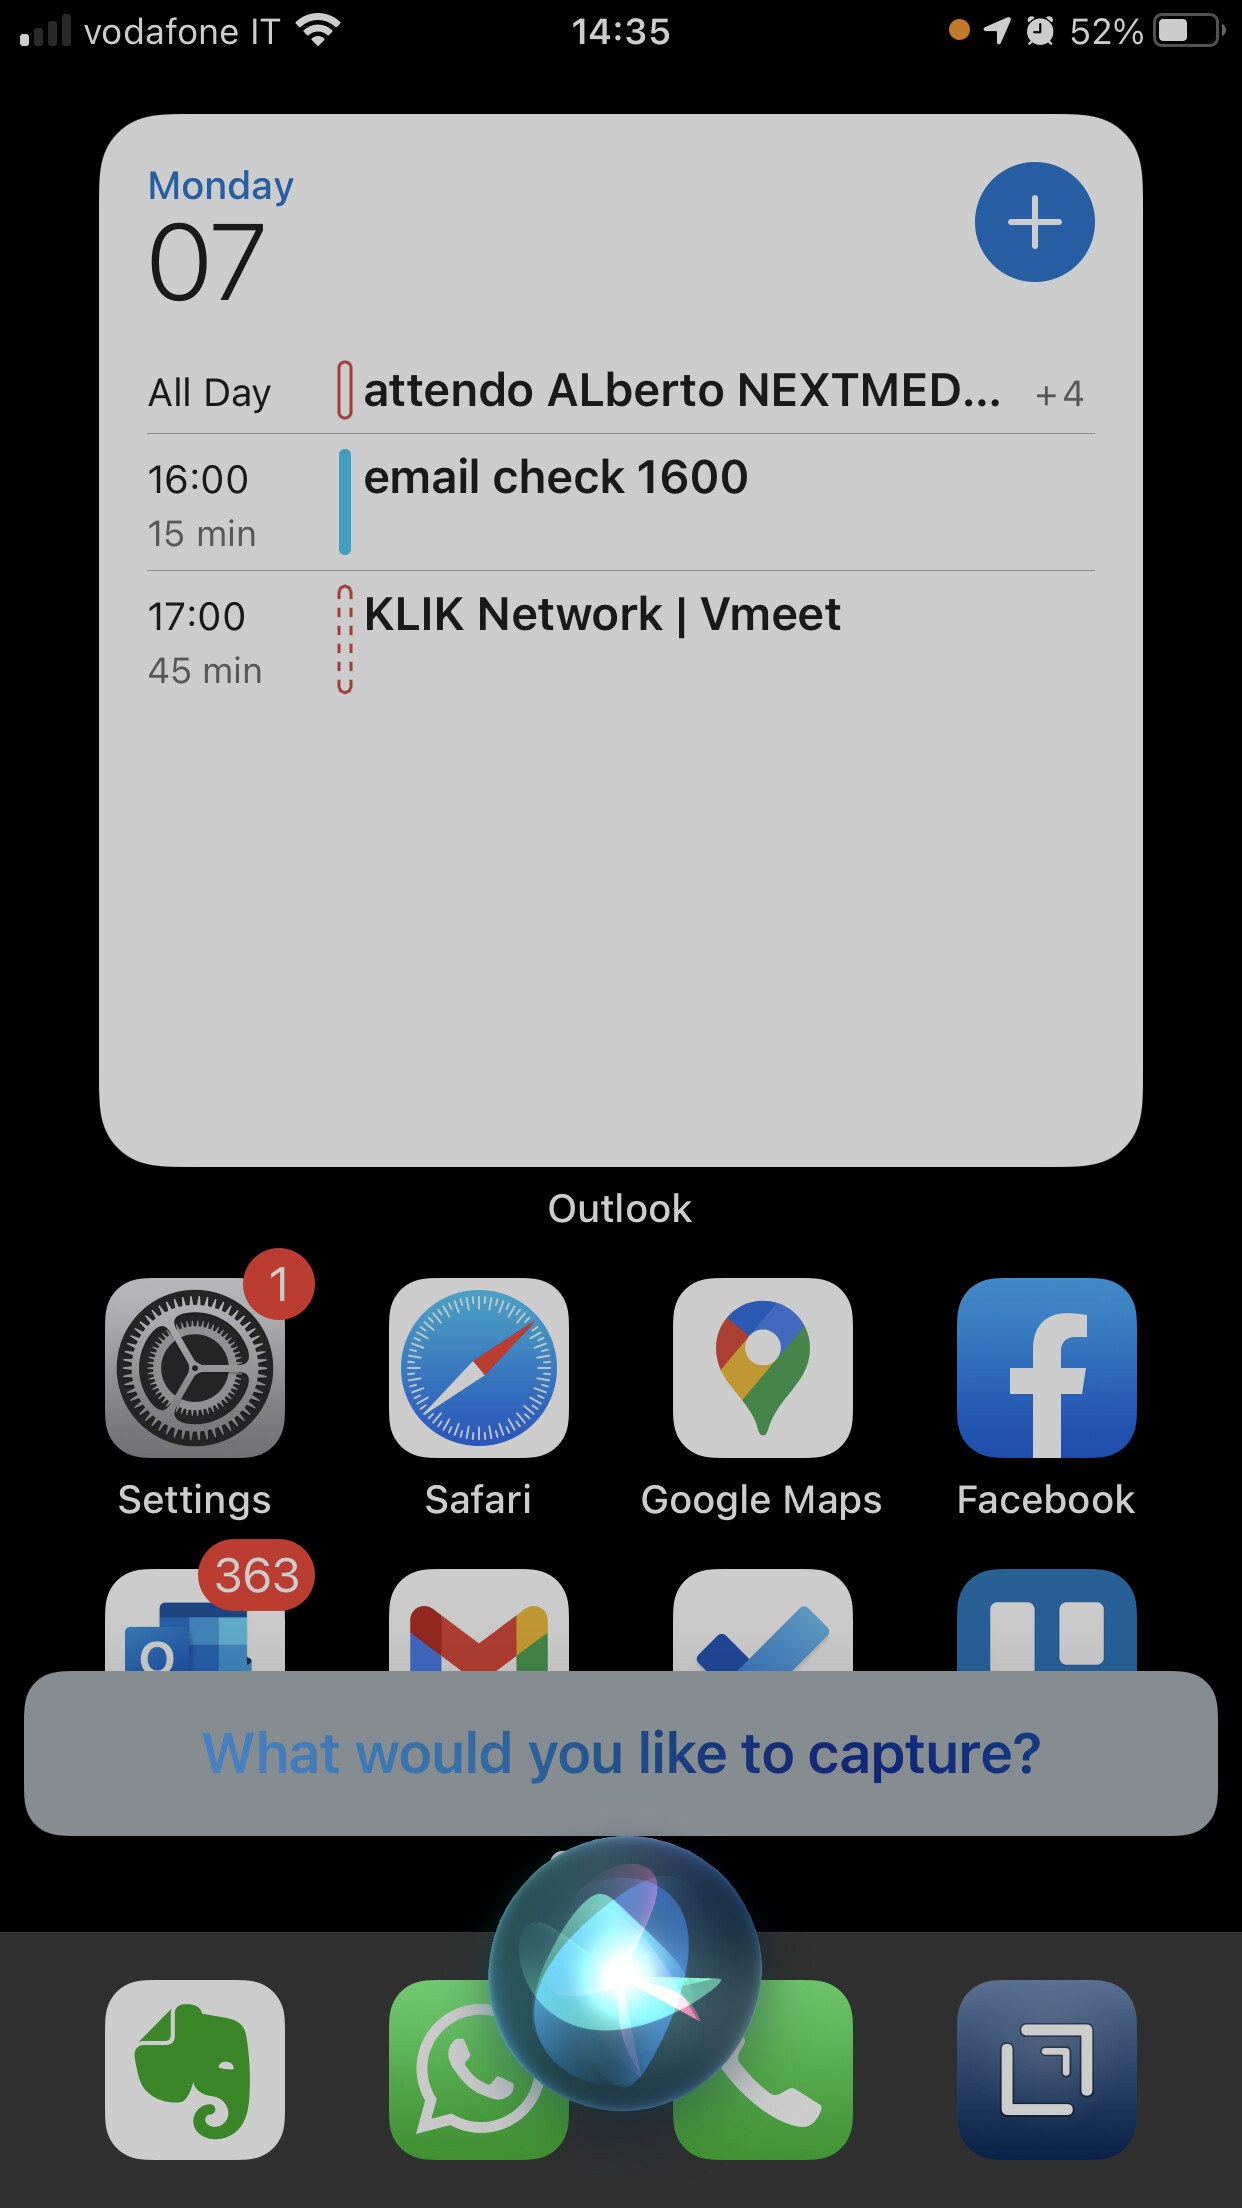 vodafone IT
14:35
52%
Monday
07
All Day
attendo ALberto NEXTMED...
+4
16:00
email check 1600
15 min
17:00
KLIK Network | Vmeet
45 min
Outlook
1
Settings
Safari
Google Maps
Facebook
363
O
What would you like to capture?